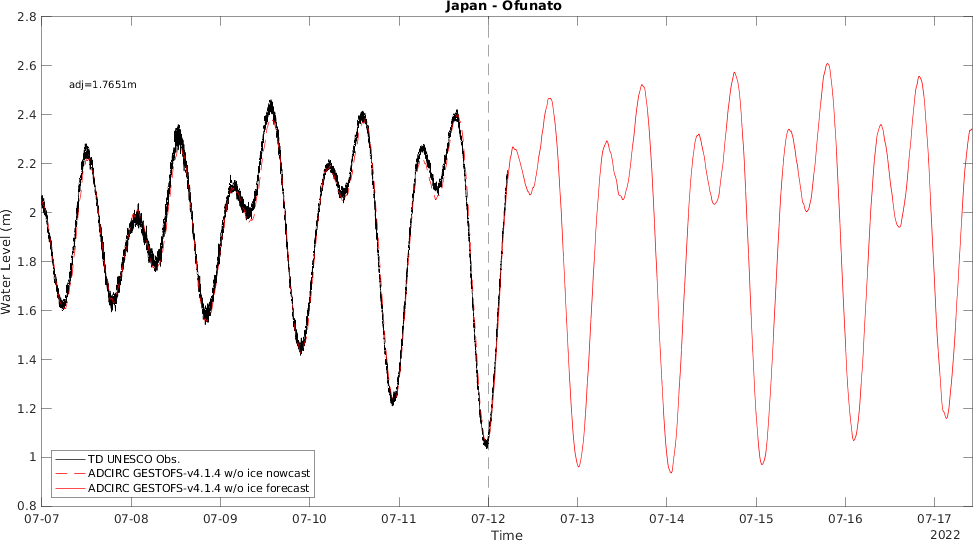 Japan - Ofunato
2.8
2.6
2.4
2.2
2
1.8
1.6
1.4
1.2
1
0.8
Water Level (m)
adj=1.7651m
TD UNESCO Obs.
ADCIRC GESTOFS-v4.1.4 w/o ice nowcast
ADCIRC GESTOFS-v4.1.4 w/o ice forecast
07-07 07-08 07-09 07-10 07-11 07-12 07-13 07-14 07-15 07-16 07-17
Time
2022